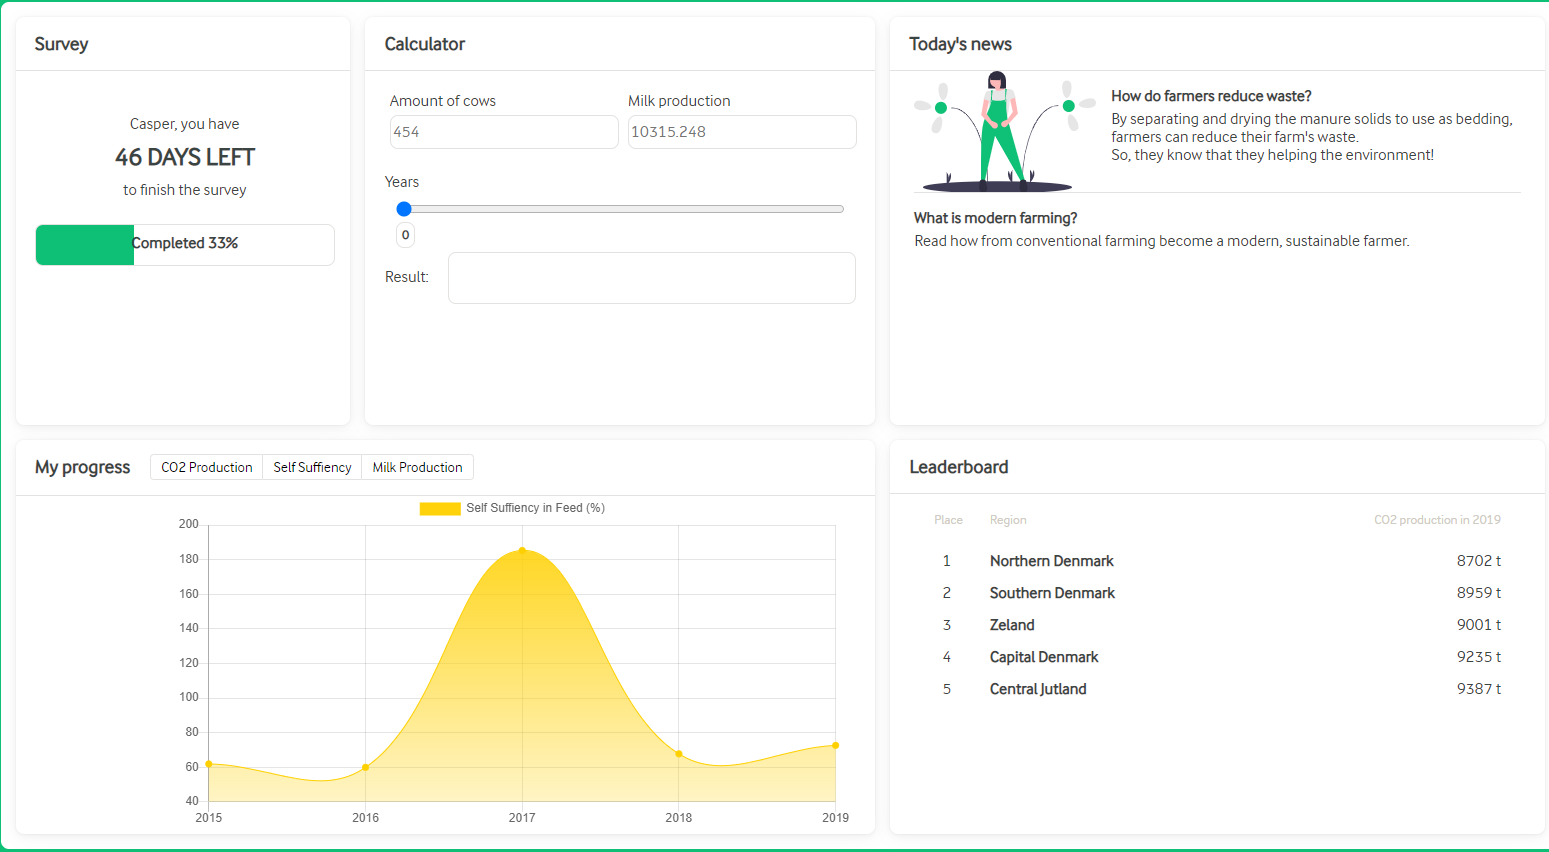 Survey
Casper, you have
46 DAYS LEFT
to finish the survey
Completed 33%
Calculator
Amount of cows
Milk production
454
10315.248
Years
0
Result:
Today's news
How do farmers reduce waste?
By separating and drying the manure solids to use as bedding,
farmers can reduce their farm's waste.
So, they know that they helping the environment!
What is modern farming?
Read how from conventional farming become a modern, sustainable farmer.
My progress
CO2 Production
Self Suffiency
Milk Production
Self Suffiency in Feed (%)
200
180
160
140
120
100
80
60
40
2015
2016
2017
2018
2019
Leaderboard
Place Region CO2 production in 2019
1 Northern Denmark 8702 t
2 Southern Denmark 8959 t
3 Zeland 9001 t
4 Capital Denmark 9235 t
5 Central Jutland 9387 t